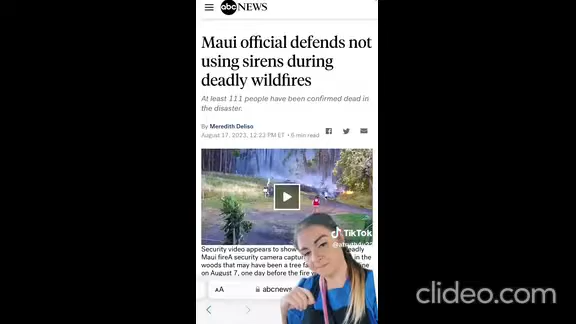 abc NEWS
Maui official defends not
using sirens during
deadly wildfires
At least 111 people have been confirmed dead in
the disaster.
By Meredith Deliso
August 17, 2023, 12:33 PM ET • 6 min read
TikTok
Security video appears to show
Maui fireA security camera captur
woods that may have been a tree fa
on August 7, one day before the fire
AA
abcnews
clideo.com